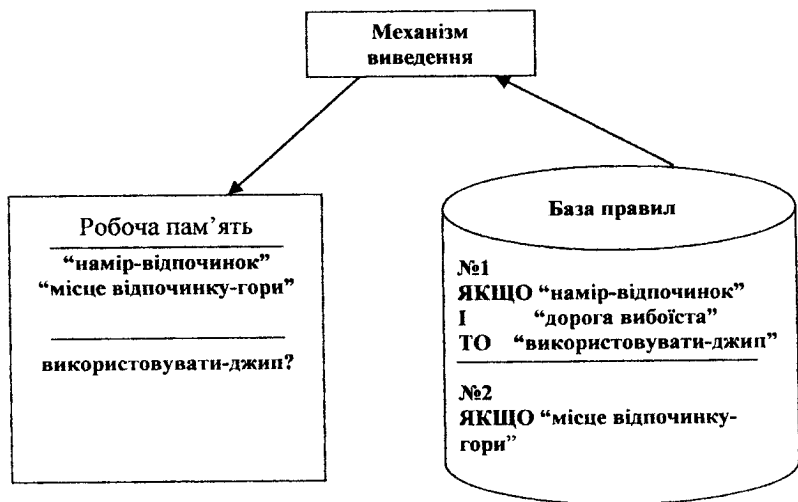 Механізм
виведення
Робоча пам’ять
“намір-відпочинок”
“місце відпочинку-гори”
використовувати-джип?
База правил
№1
ЯКЩО “намір-відпочинок”
І “дорога вибоїста”
ТО “використовувати-джип”
№2
ЯКЩО “місце відпочинку-
гори”